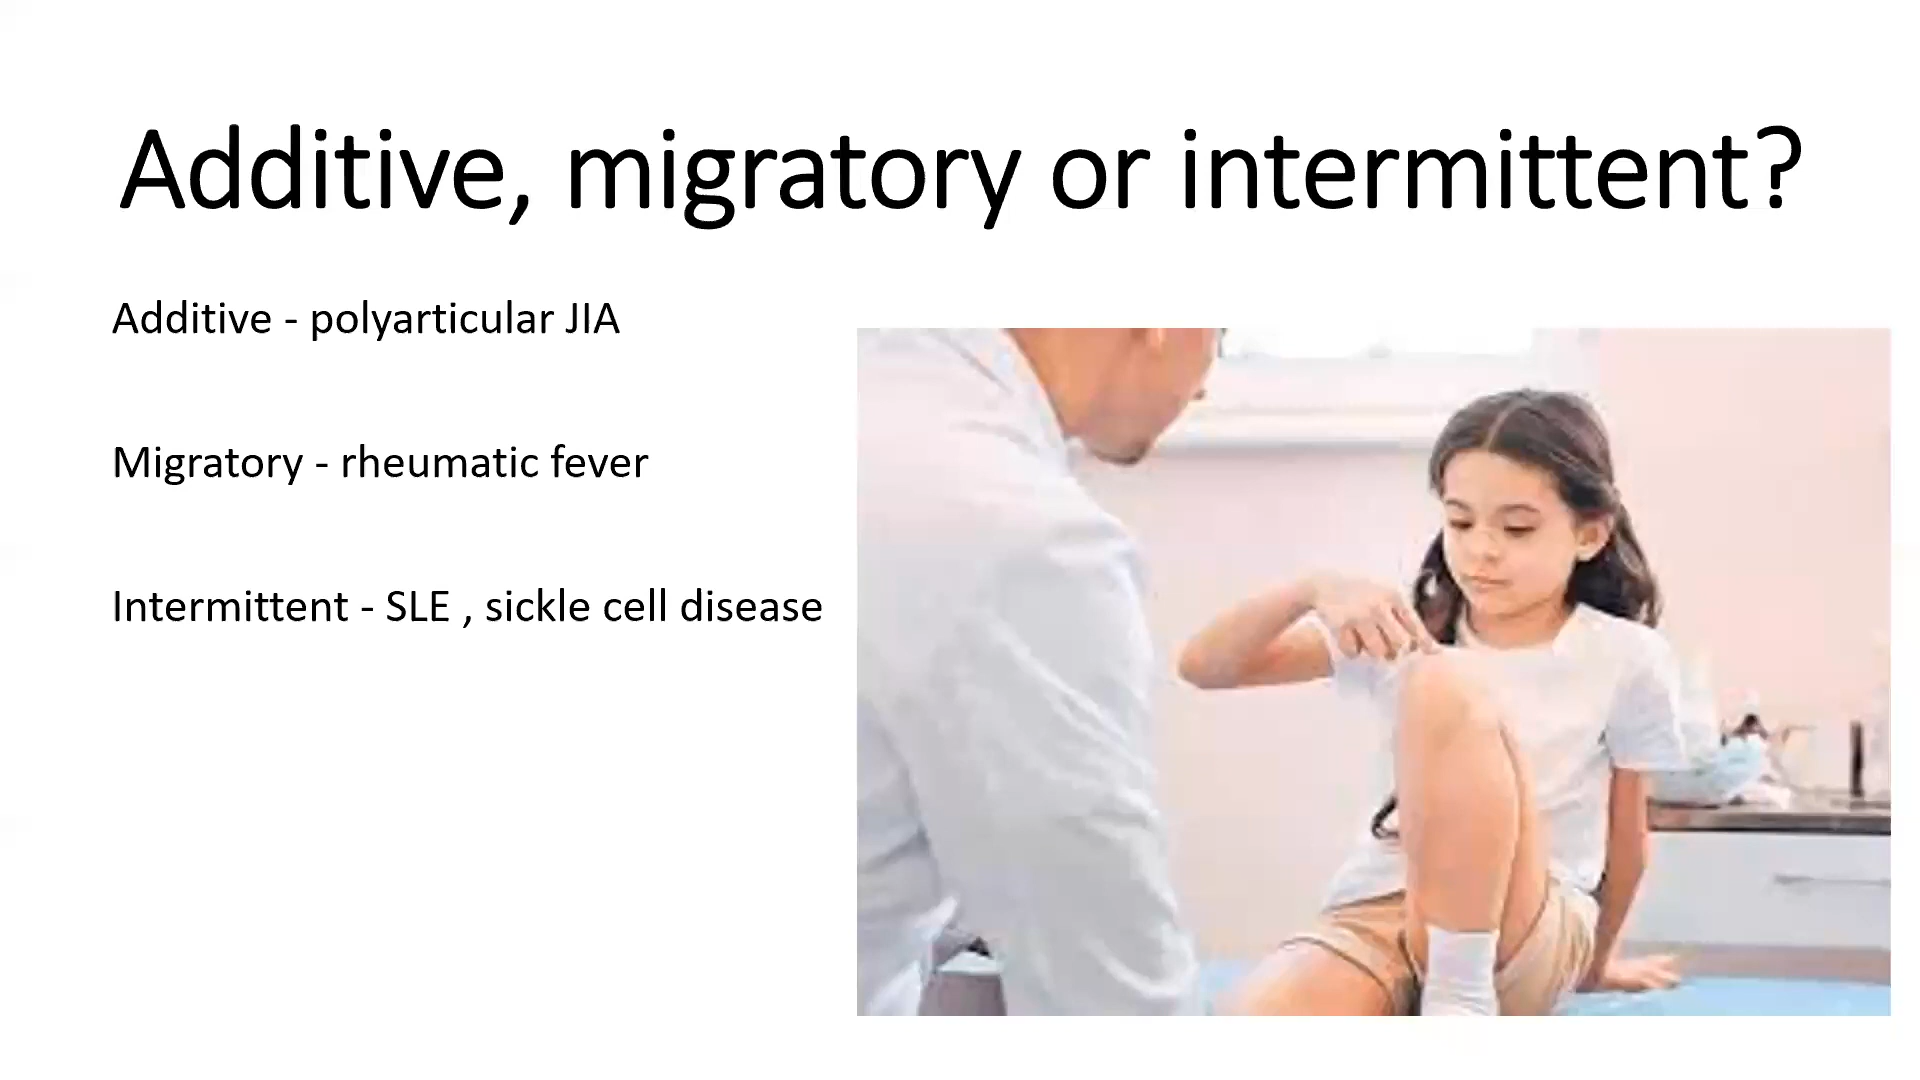 Additive, migratory or intermittent?
Additive - polyarticular JIA
Migratory - rheumatic fever
Intermittent - SLE , sickle cell disease